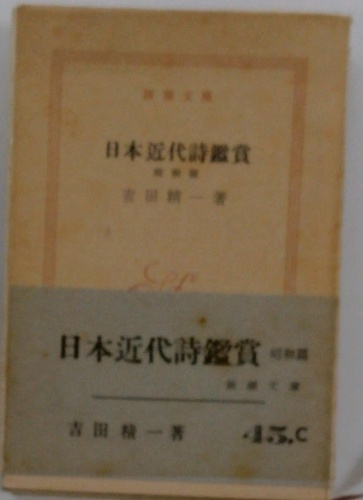 新潮文庫
日本近代詩鑑賞
昭和篇
吉田精一著
日本近代詩鑑賞 昭和篇
新潮文庫
吉田精一著 45.C